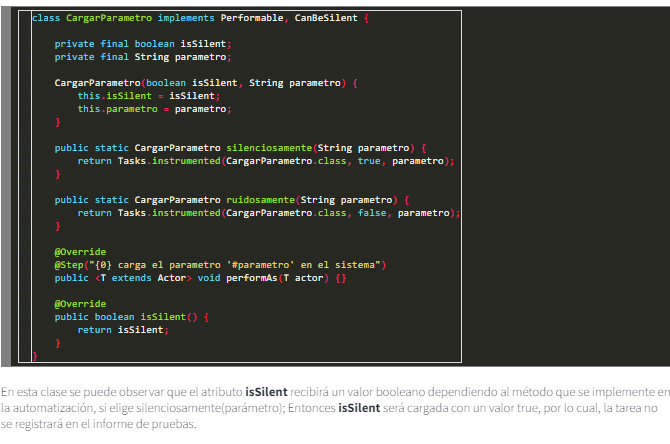 class CargarParametro implements Performable, CanBeSilent {
private final boolean isSilent;
private final String parametro;
CargarParametro(boolean isSilent, String parametro) {
this.isSilent = isSilent;
this.parametro = parametro;
}
public static CargarParametro silenciosamente(String parametro) {
return Tasks.instrumented(CargarParametro.class, true, parametro);
}
public static CargarParametro ruidosamente(String parametro) {
return Tasks.instrumented(CargarParametro.class, false, parametro);
}
@Override
@Step("{0} carga el parametro '#parametro' en el sistema")
public <T extends Actor> void performAs(T actor) {}
@Override
public boolean isSilent() {
return isSilent;
}
}
En esta clase se puede observar que el atributo isSilent recibirá un valor booleano dependiendo al método que se implemente en
la automatización, si elige silenciosamente(parámetro); Entonces isSilent será cargada con un valor true, por lo cual, la tarea no
se registrará en el informe de pruebas.